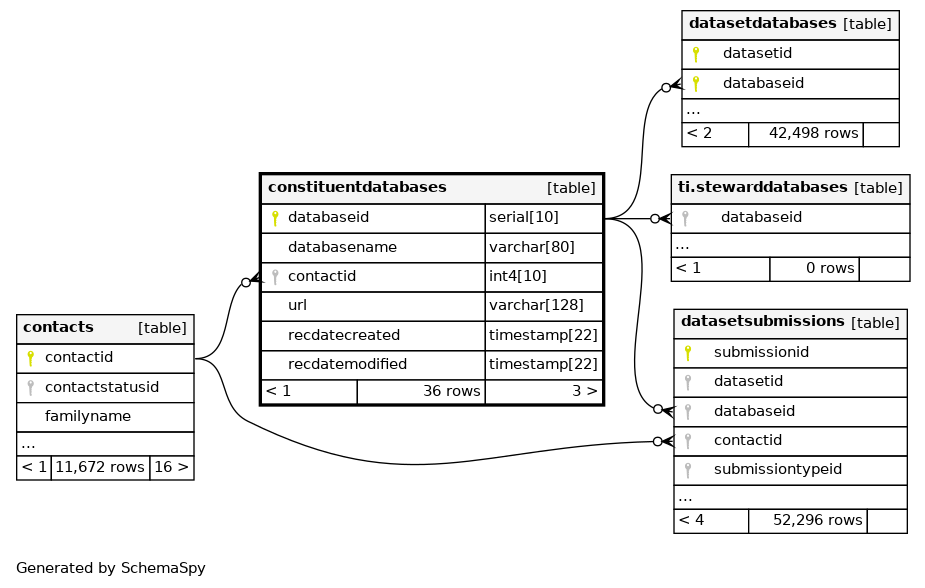 datasetdatabases [table]
datasetid
databaseid
...
< 2 42,498 rows
constituentdatabases [table]
databaseid serial[10]
databasename varchar[80]
contactid int4[10]
url varchar[128]
recdatecreated timestamp[22]
recdatemodified timestamp[22]
< 1 36 rows 3 >
ti.stewarddatabases [table]
databaseid
...
< 1 0 rows
contacts [table]
contactid
contactstatusid
familyname
...
< 1 11,672 rows 16 >
datasetsubmissions [table]
submissionid
datasetid
databaseid
contactid
submissiontypeid
...
< 4 52,296 rows
Generated by SchemaSpy